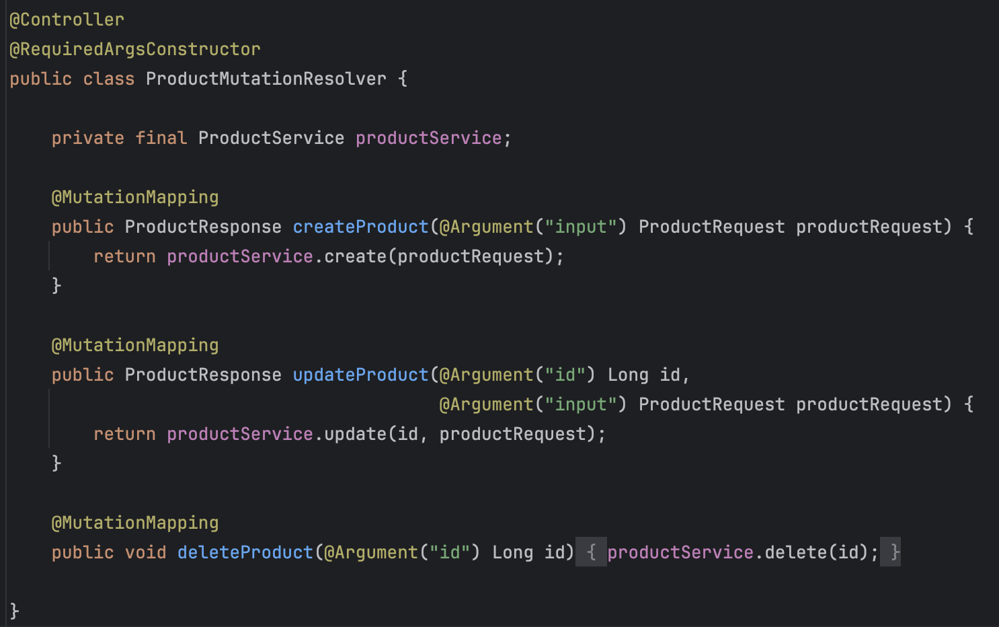 @Controller
@RequiredArgsConstructor
public class ProductMutationResolver {
private final ProductService productService;
@MutationMapping
public ProductResponse createProduct(@Argument("input") ProductRequest productRequest) {
return productService.create(productRequest);
}
@MutationMapping
public ProductResponse updateProduct(@Argument("id") Long id,
@Argument("input") ProductRequest productRequest) {
return productService.update(id, productRequest);
}
@MutationMapping
public void deleteProduct(@Argument("id") Long id) { productService.delete(id); }
}